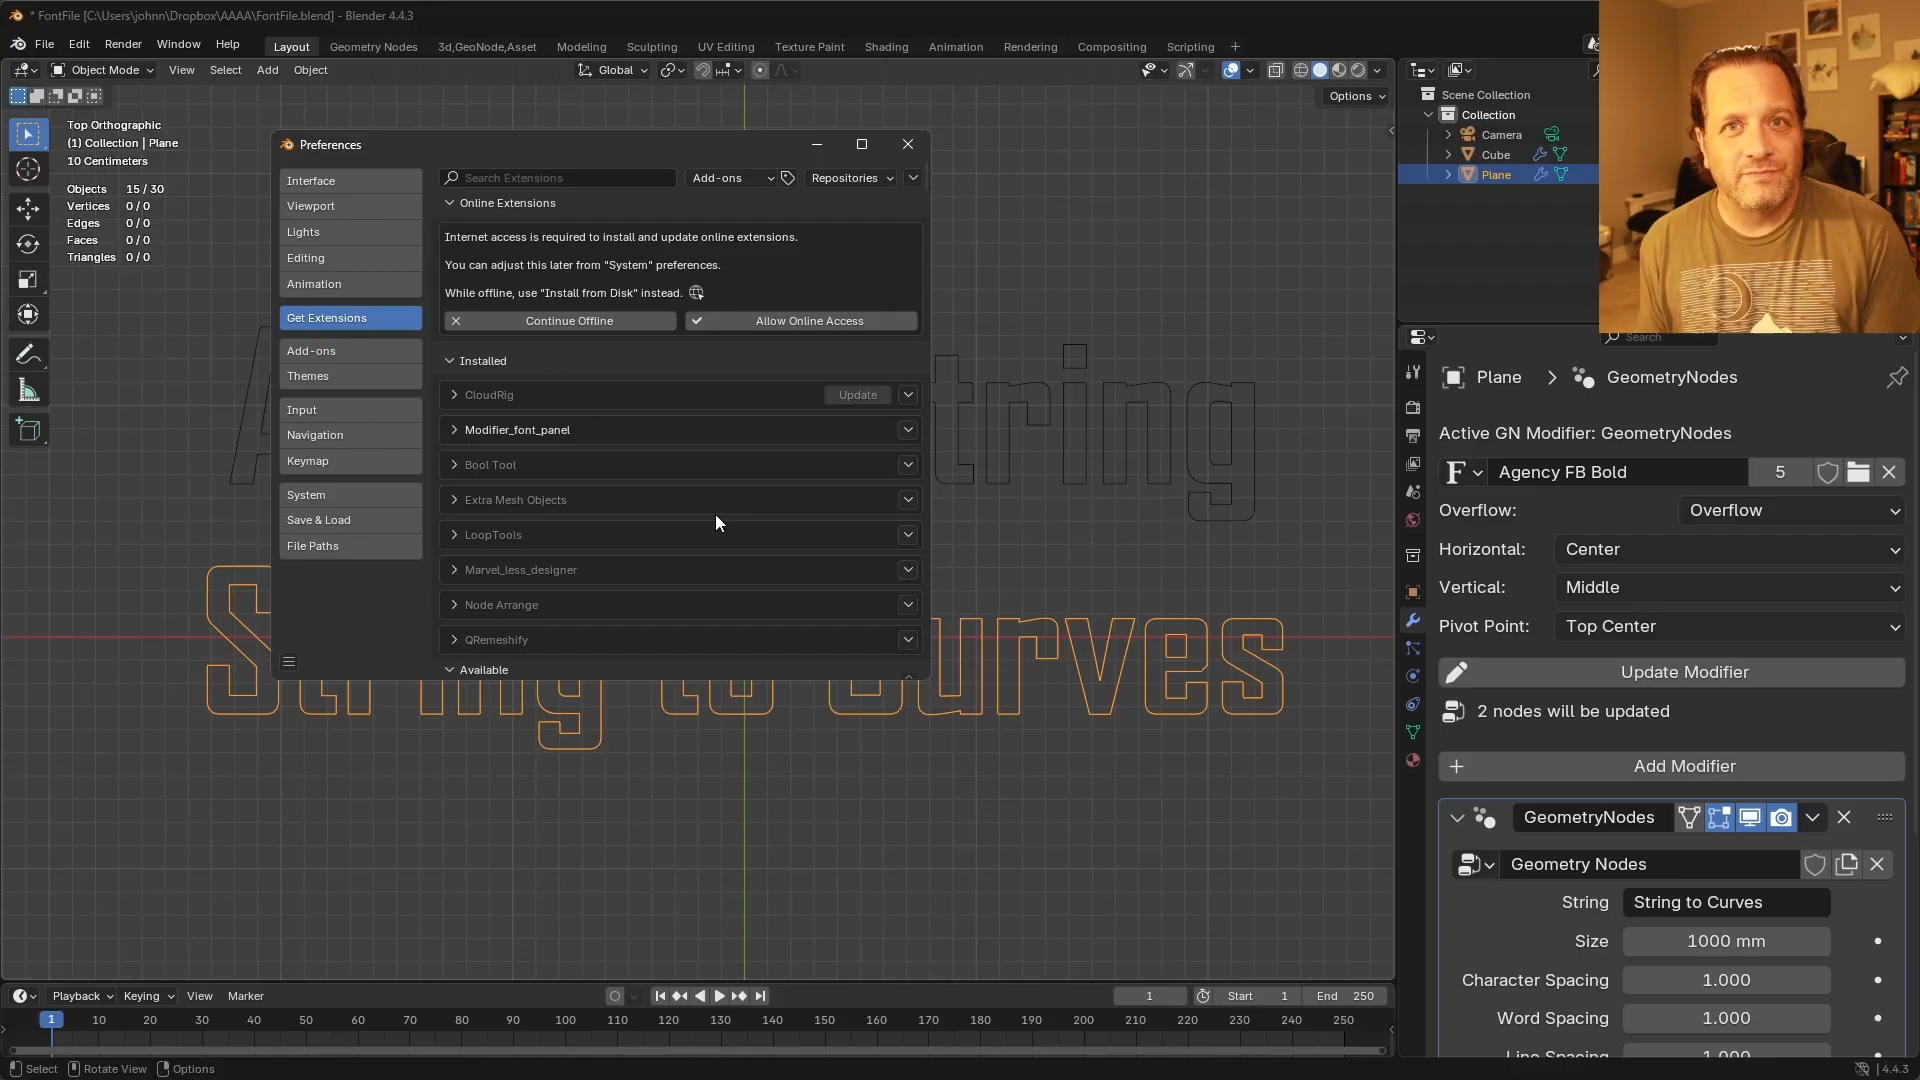 * FontFile [C:\Users\johnn\Dropbox\AAAA\FontFile.blend] - Blender 4.4.3
File Edit Render Window Help
Layout Geometry Nodes 3d,GeoNode,Asset Modeling Sculpting UV Editing Texture Paint Shading Animation Rendering Compositing Scripting +
Object Mode View Select Add Object
Global
Options
Top Orthographic
(1) Collection | Plane
10 Centimeters
Objects 15 / 30
Vertices 0 / 0
Edges 0 / 0
Faces 0 / 0
Triangles 0 / 0
Preferences
Interface
Viewport
Lights
Editing
Animation
Get Extensions
Add-ons
Themes
Input
Navigation
Keymap
System
Save & Load
File Paths
Search Extensions
Add-ons
Repositories
Online Extensions
Internet access is required to install and update online extensions.
You can adjust this later from "System" preferences.
While offline, use "Install from Disk" instead.
Continue Offline
Allow Online Access
Installed
CloudRig
Update
Modifier_font_panel
Bool Tool
Extra Mesh Objects
LoopTools
Marvel_less_designer
Node Arrange
QRemeshify
Available
tring
String to Curves
Scene Collection
Collection
Camera
Cube
Plane
Search
Plane > GeometryNodes
Active GN Modifier: GeometryNodes
F Agency FB Bold 5
Overflow: Overflow
Horizontal: Center
Vertical: Middle
Pivot Point: Top Center
Update Modifier
2 nodes will be updated
+ Add Modifier
GeometryNodes
Geometry Nodes
String String to Curves
Size 1000 mm
Character Spacing 1.000
Word Spacing 1.000
Line Spacing 1.000
Playback Keying View Marker
1
Start 1
End 250
1 10 20 30 40 50 60 70 80 90 100 110 120 130 140 150 160 170 180 190 200 210 220 230 240 250
Select Rotate View Options
4.4.3